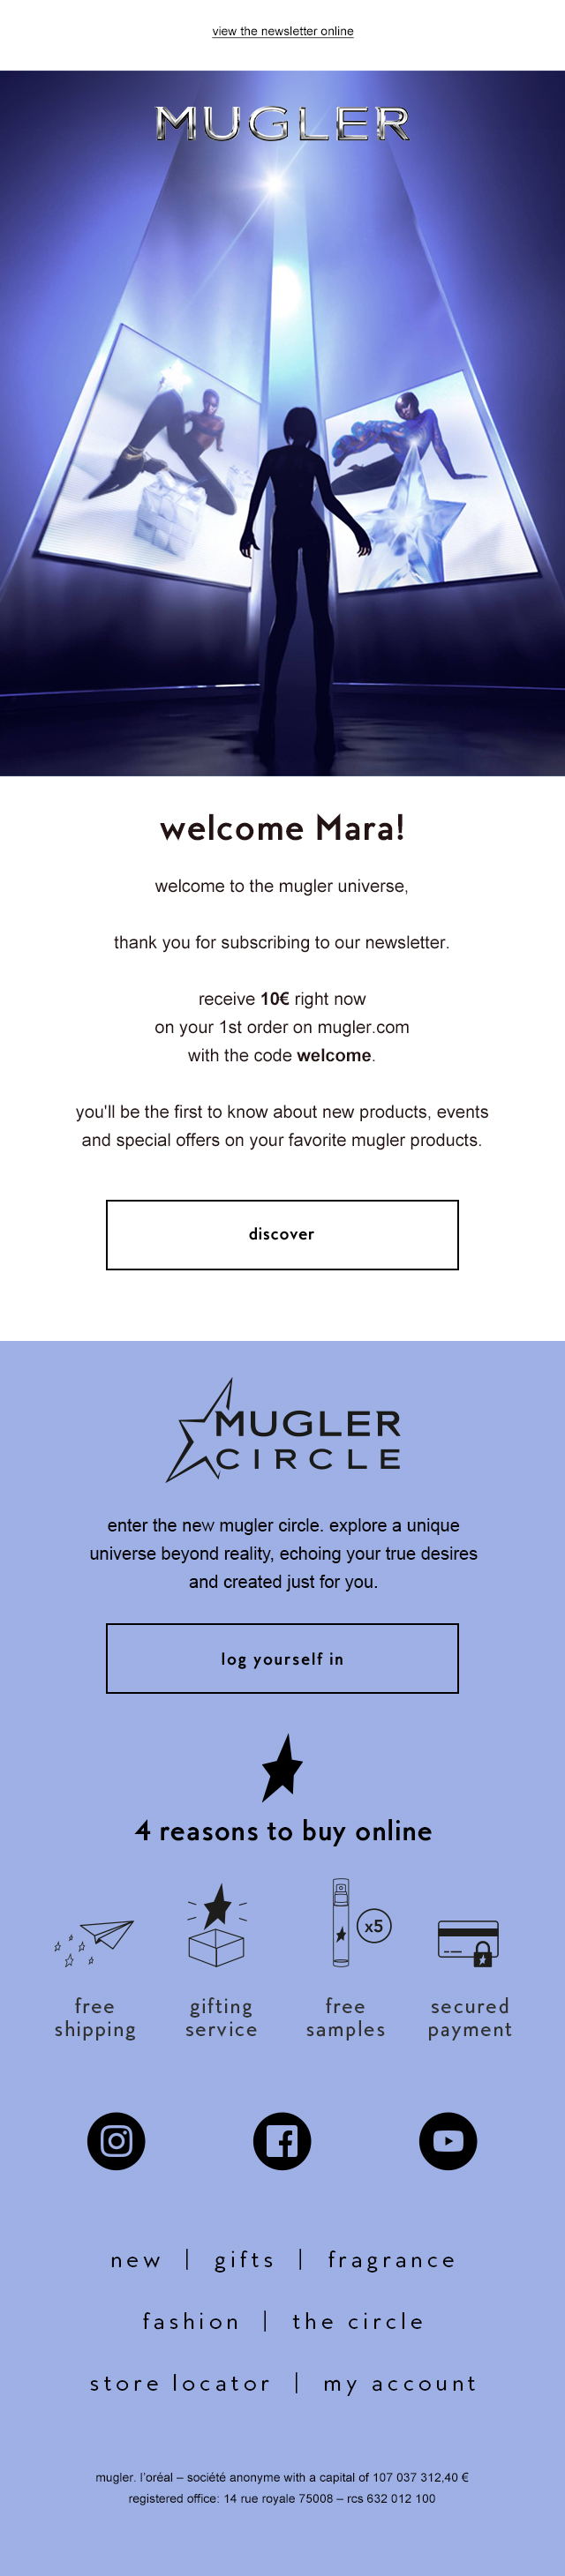 view the newsletter online
MUGLER
welcome Mara!
welcome to the mugler universe,
thank you for subscribing to our newsletter.
receive 10€ right now
on your 1st order on mugler.com
with the code welcome.
you'll be the first to know about new products, events
and special offers on your favorite mugler products.
discover
MUGLER
CIRCLE
enter the new mugler circle. explore a unique
universe beyond reality, echoing your true desires
and created just for you.
log yourself in
4 reasons to buy online
x5
free
shipping
gifting
service
free
samples
secured
payment
new | gifts | fragrance
fashion | the circle
store locator | my account
mugler. l'oréal – société anonyme with a capital of 107 037 312,40 €
registered office: 14 rue royale 75008 – rcs 632 012 100